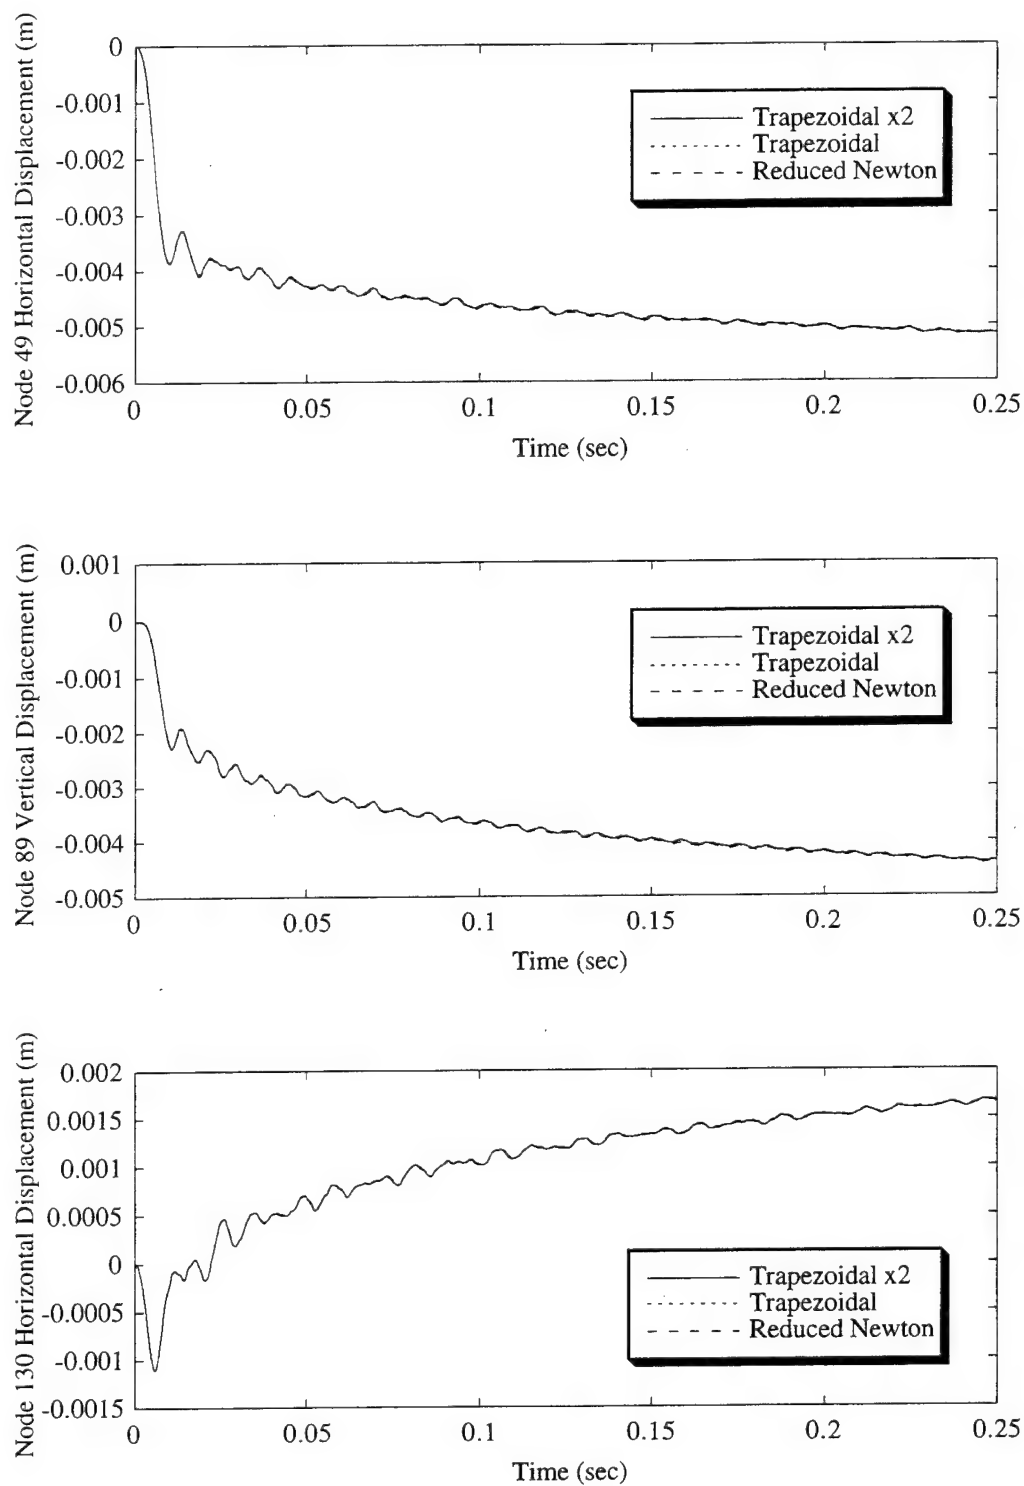 Node 49 Horizontal Displacement (m)
0
-0.001
-0.002
-0.003
-0.004
-0.005
-0.006
Trapezoidal x2
Trapezoidal
Reduced Newton
0 0.05 0.1 0.15 0.2 0.25
Time (sec)
Node 89 Vertical Displacement (m)
0.001
0
-0.001
-0.002
-0.003
-0.004
-0.005
Trapezoidal x2
Trapezoidal
Reduced Newton
0 0.05 0.1 0.15 0.2 0.25
Time (sec)
Node 130 Horizontal Displacement (m)
0.002
0.0015
0.001
0.0005
0
-0.0005
-0.001
-0.0015
Trapezoidal x2
Trapezoidal
Reduced Newton
0 0.05 0.1 0.15 0.2 0.25
Time (sec)